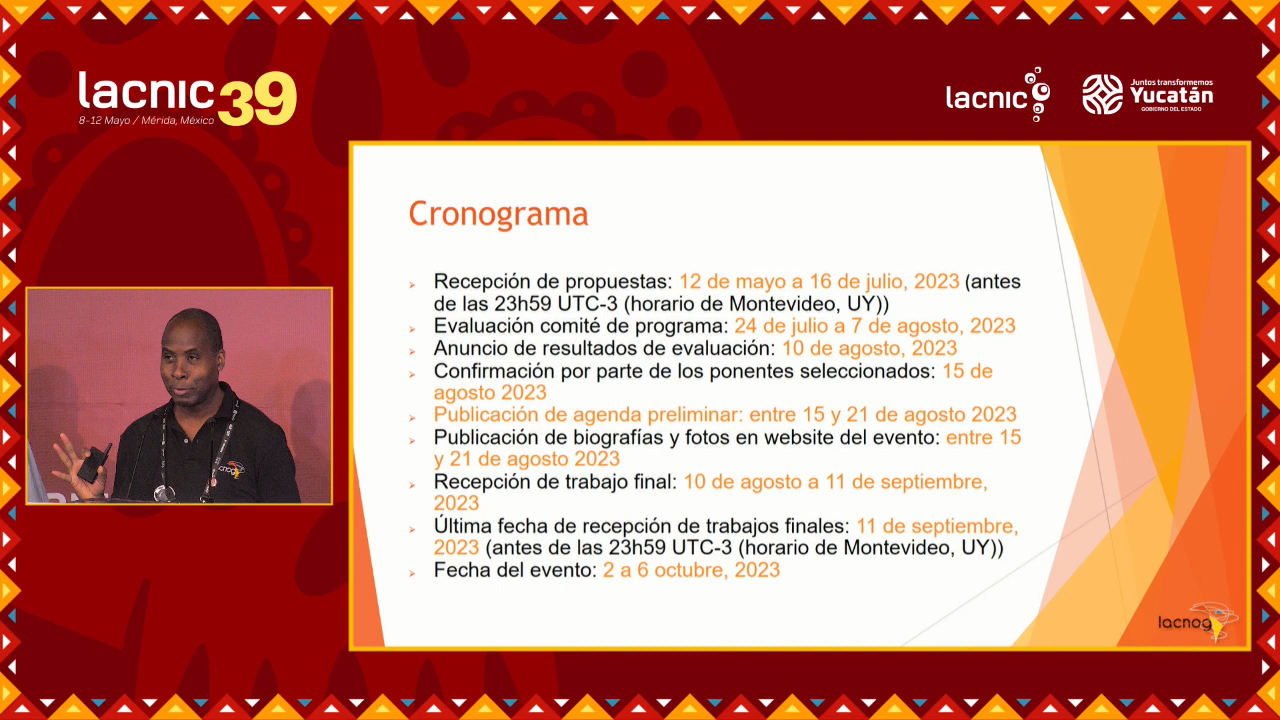 lacnic 39
8-12 Mayo / Mérida, México
lacnic
Juntos transformemos
Yucatán
GOBIERNO DEL ESTADO
Cronograma
Recepción de propuestas: 12 de mayo a 16 de julio, 2023 (antes
de las 23h59 UTC-3 (horario de Montevideo, UY))
Evaluación comité de programa: 24 de julio a 7 de agosto, 2023
Anuncio de resultados de evaluación: 10 de agosto, 2023
Confirmación por parte de los ponentes seleccionados: 15 de
agosto 2023
Publicación de agenda preliminar: entre 15 y 21 de agosto 2023
Publicación de biografías y fotos en website del evento: entre 15
y 21 de agosto 2023
Recepción de trabajo final: 10 de agosto a 11 de septiembre,
2023
Última fecha de recepción de trabajos finales: 11 de septiembre,
2023 (antes de las 23h59 UTC-3 (horario de Montevideo, UY))
Fecha del evento: 2 a 6 octubre, 2023
lacnog